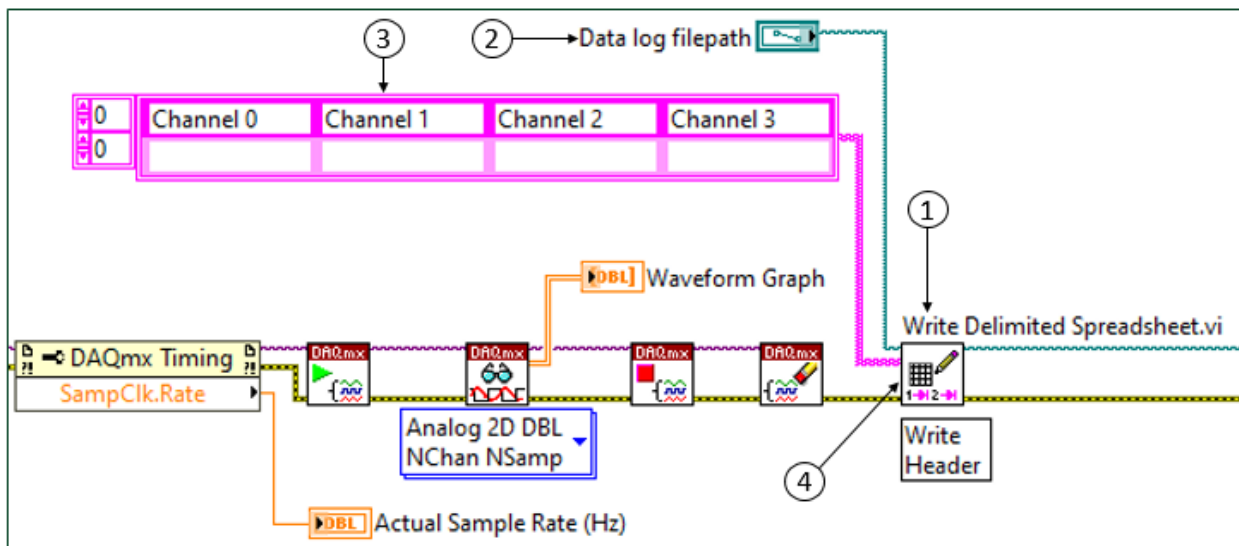 3
2
Data log filepath
0
Channel 0
Channel 1
Channel 2
Channel 3
0
1
Waveform Graph
Write Delimited Spreadsheet.vi
DAQmx Timing
SampClk.Rate
DAQmx
DAQmx
DAQmx
DAQmx
DBL
1 2
Analog 2D DBL
NChan NSamp
Write
Header
4
DBL
Actual Sample Rate (Hz)